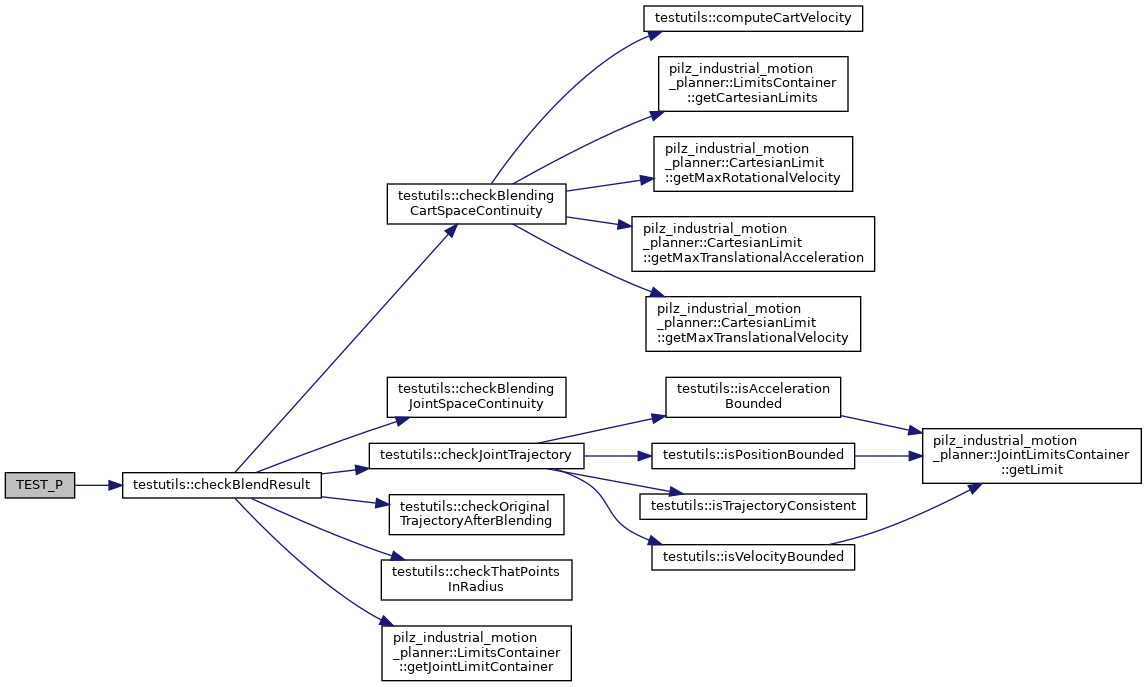 testutils::computeCartVelocity
pilz_industrial_motion
_planner::LimitsContainer
::getCartesianLimits
pilz_industrial_motion
_planner::CartesianLimit
::getMaxRotationalVelocity
testutils::checkBlending
CartSpaceContinuity
pilz_industrial_motion
_planner::CartesianLimit
::getMaxTranslationalAcceleration
pilz_industrial_motion
_planner::CartesianLimit
::getMaxTranslationalVelocity
testutils::checkBlending
JointSpaceContinuity
testutils::isAcceleration
Bounded
testutils::checkJointTrajectory
testutils::isPositionBounded
pilz_industrial_motion
_planner::JointLimitsContainer
::getLimit
TEST_P
testutils::checkBlendResult
testutils::checkOriginal
TrajectoryAfterBlending
testutils::isTrajectoryConsistent
testutils::isVelocityBounded
testutils::checkThatPoints
InRadius
pilz_industrial_motion
_planner::LimitsContainer
::getJointLimitContainer